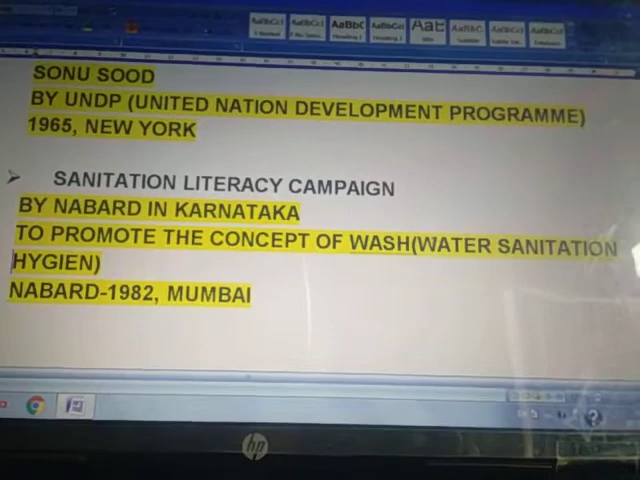 SONU SOOD
BY UNDP (UNITED NATION DEVELOPMENT PROGRAMME)
1965, NEW YORK
SANITATION LITERACY CAMPAIGN
BY NABARD IN KARNATAKA
TO PROMOTE THE CONCEPT OF WASH(WATER SANITATION
HYGIEN)
NABARD-1982, MUMBAI
hp